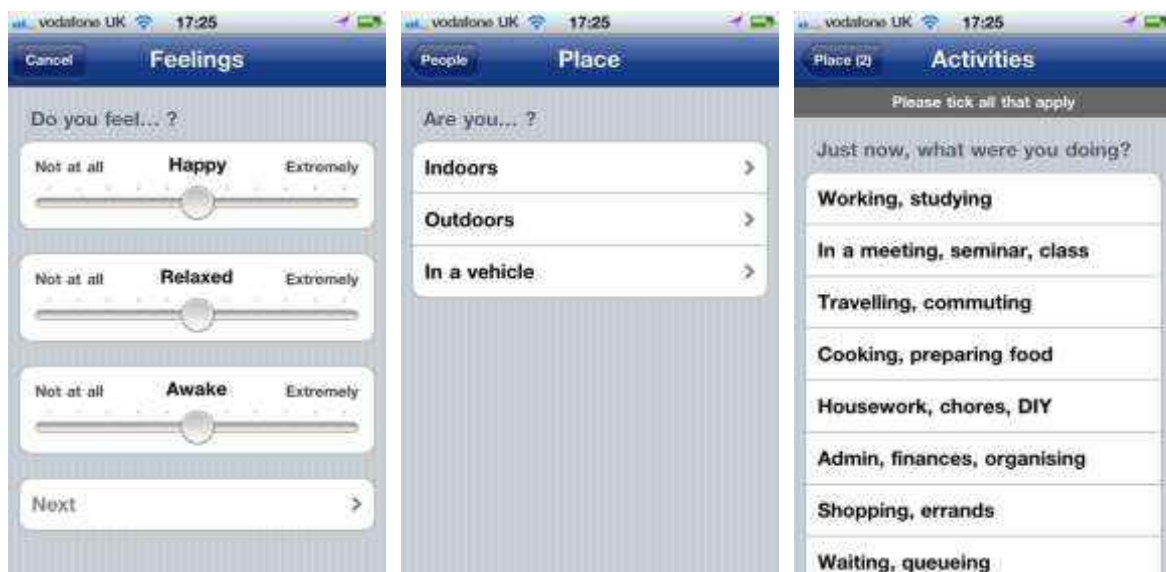 vodafone UK 17:25
Cancel Feelings
Do you feel... ?
Not at all Happy Extremely
Not at all Relaxed Extremely
Not at all Awake Extremely
Next
vodafone UK 17:25
People Place
Are you... ?
Indoors
Outdoors
In a vehicle
vodafone UK 17:25
Place (2) Activities
Please tick all that apply
Just now, what were you doing?
Working, studying
In a meeting, seminar, class
Travelling, commuting
Cooking, preparing food
Housework, chores, DIY
Admin, finances, organising
Shopping, errands
Waiting, queueing